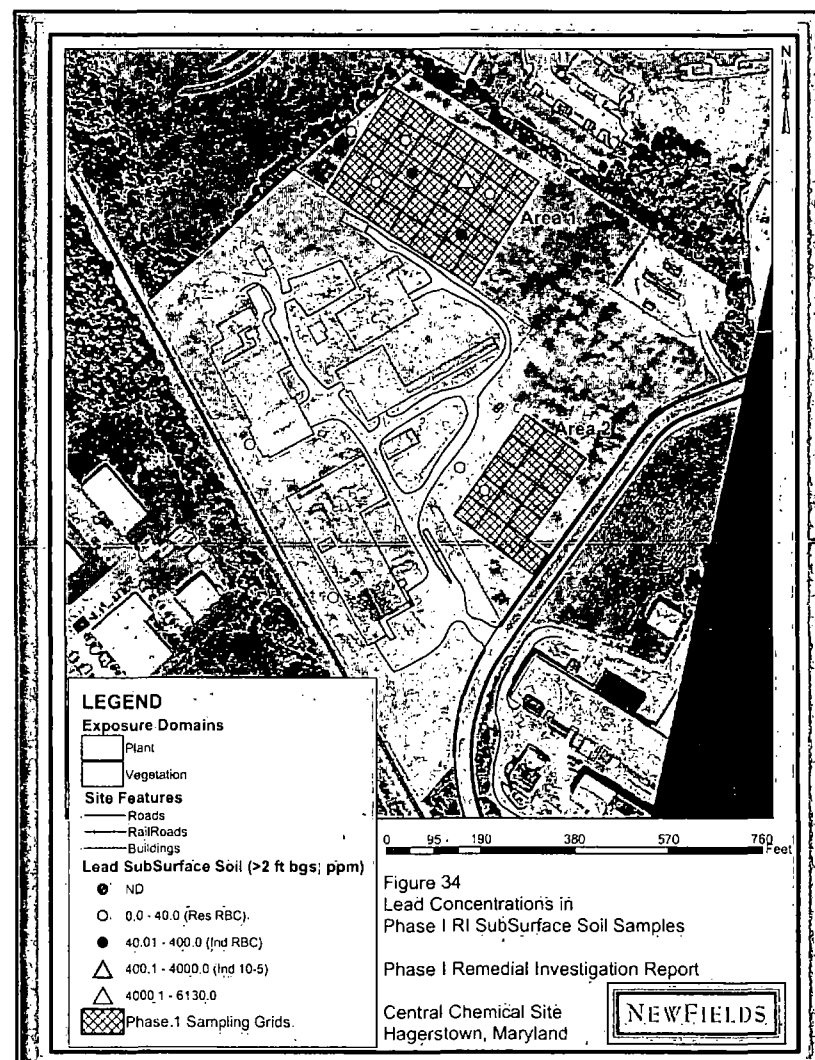 N
Area 1
Area 2
LEGEND
Exposure Domains
Plant
Vegetation
Site Features
Roads
RailRoads
Buildings
Lead SubSurface Soil (>2 ft bgs; ppm)
ND
0.0 - 40.0 (Res RBC)
40.01 - 400.0 (Ind RBC)
400.1 - 4000.0 (Ind 10-5)
4000.1 - 6130.0
Phase 1 Sampling Grids
0 95 190 380 570 760
Feet
Figure 34
Lead Concentrations in
Phase I RI SubSurface Soil Samples
Phase I Remedial Investigation Report
Central Chemical Site
Hagerstown, Maryland
NEWFIELDS